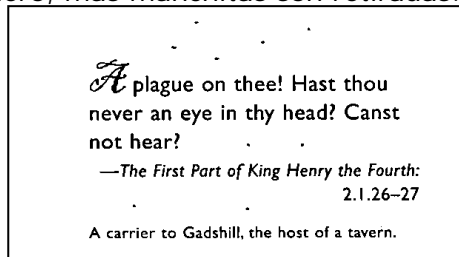 A plague on thee! Hast thou
never an eye in thy head? Canst
not hear?
—The First Part of King Henry the Fourth:
2.1.26–27
A carrier to Gadshill, the host of a tavern.